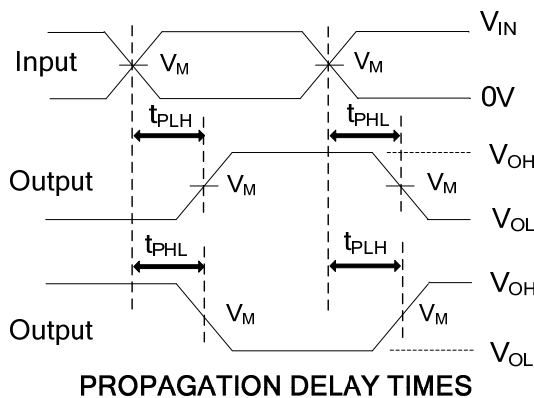 V_IN
Input V_M V_M
0V
t_PLH t_PHL
V_OH
Output V_M V_M
V_OL
t_PHL t_PLH
V_OH
V_M V_M
Output
V_OL
PROPAGATION DELAY TIMES